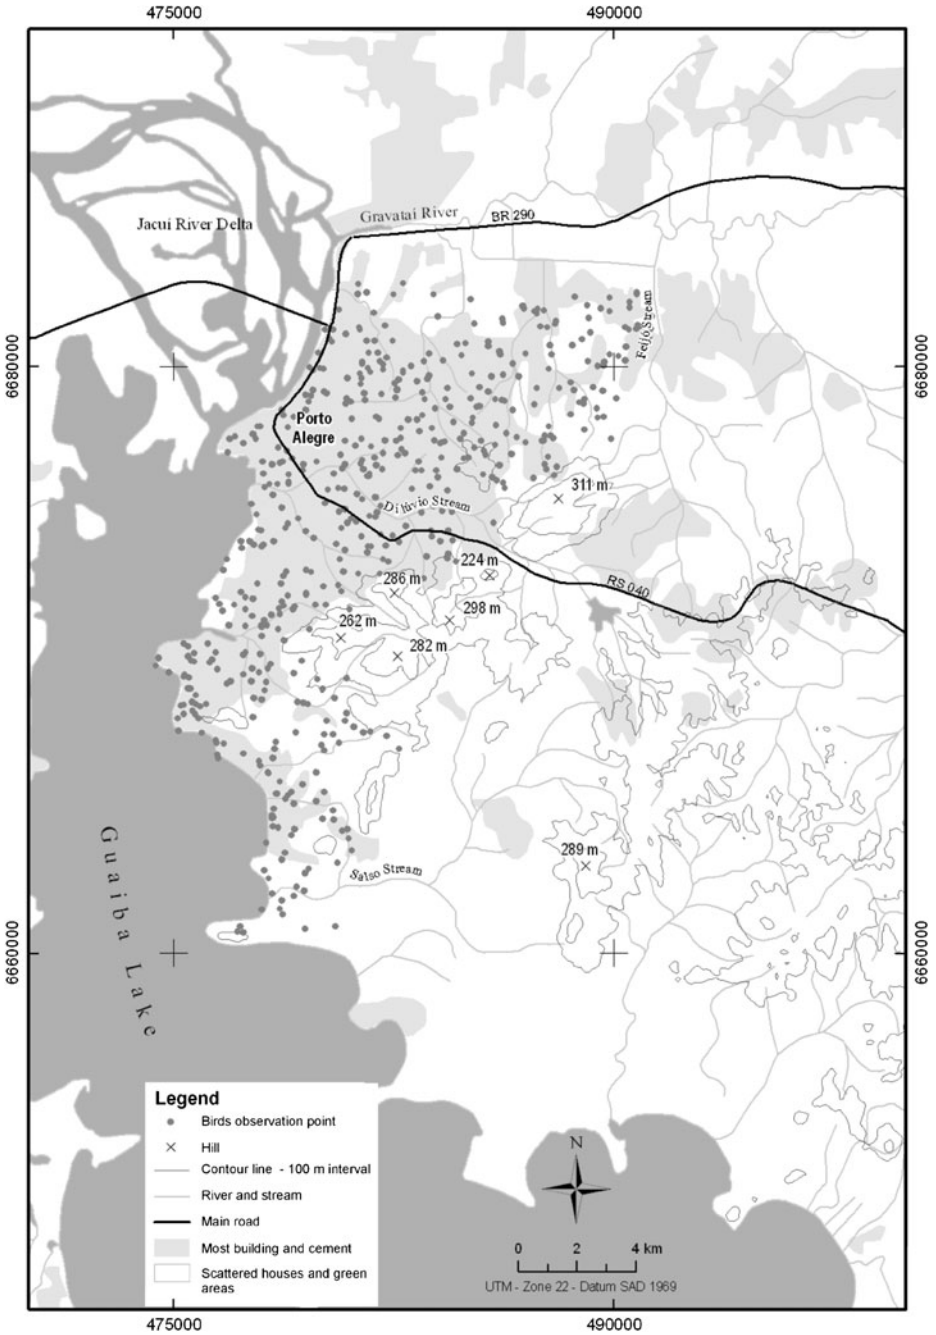 475000
490000
Gravataí River
BR 290
Jacuí River Delta
Feijó Stream
6680000
6680000
Porto
Alegre
311 m
Dilúvio Stream
224 m
286 m
RS 040
298 m
262 m
282 m
Guaiba Lake
289 m
Salso Stream
6660000
6660000
Legend
Birds observation point
Hill
Contour line - 100 m interval
River and stream
Main road
Most building and cement
Scattered houses and green
areas
N
0 2 4 km
UTM - Zone 22 - Datum SAD 1969
475000
490000